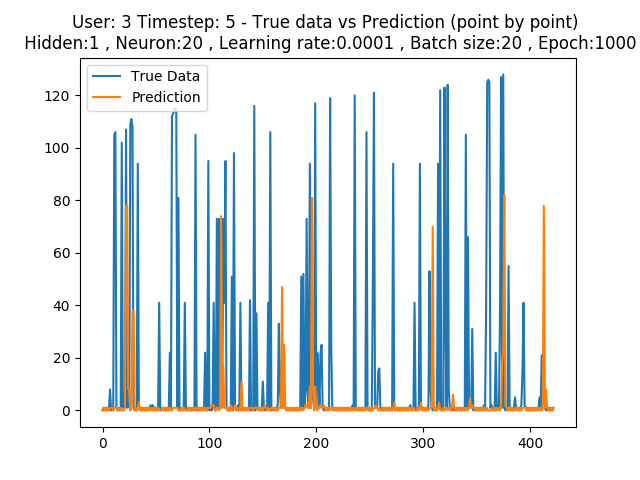 User: 3 Timestep: 5 - True data vs Prediction (point by point)
Hidden:1 , Neuron:20 , Learning rate:0.0001 , Batch size:20 , Epoch:1000
True Data
Prediction
120
100
80
60
40
20
0
0 100 200 300 400